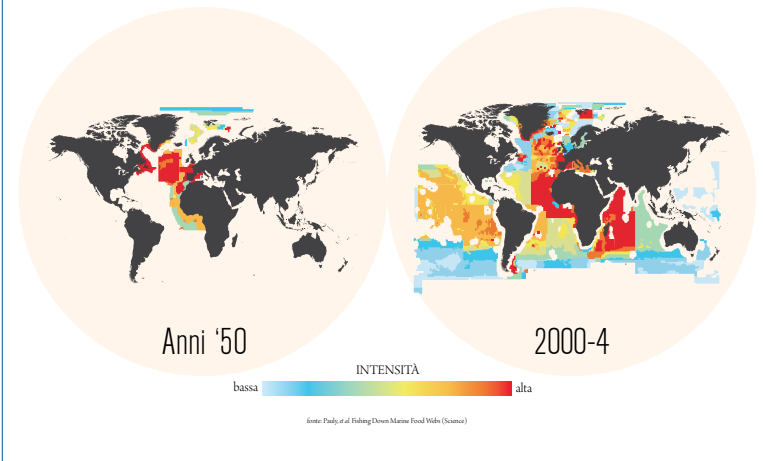 Anni ‘50
2000-4
INTENSITÀ
bassa
alta
fonte: Pauly, et al. Fishing Down Marine Food Webs (Science)